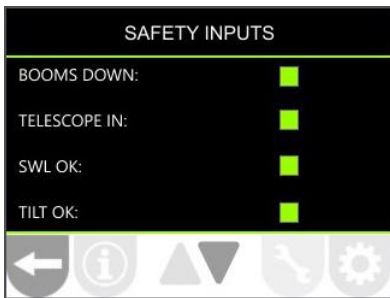 SAFETY INPUTS
BOOMS DOWN:
TELESCOPE IN:
SWL OK:
TILT OK: